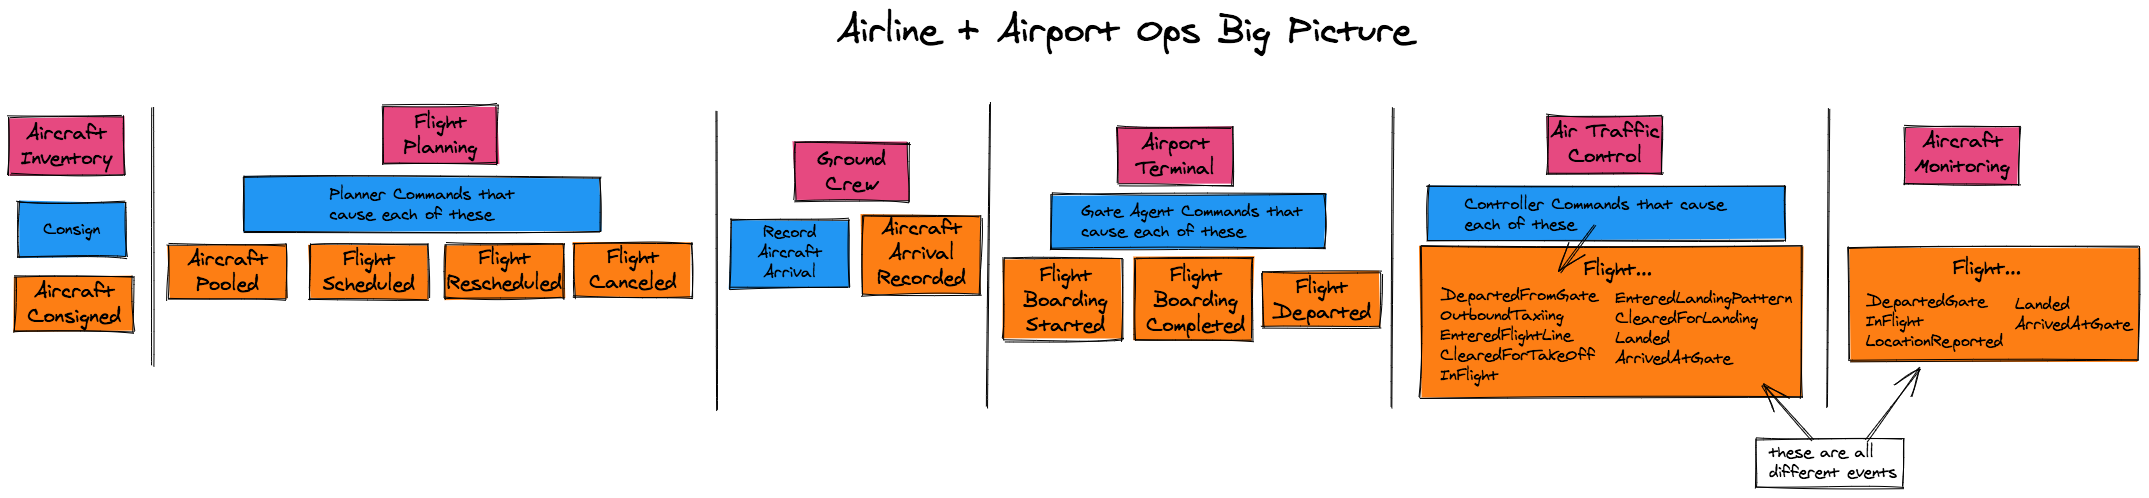 Airline + Airport Ops Big Picture
Aircraft
Inventory
Consign
Aircraft
Consigned
Flight
Planning
Planner Commands that
cause each of these
Aircraft
Pooled
Flight
Scheduled
Flight
Rescheduled
Flight
Canceled
Ground
Crew
Record
Aircraft
Arrival
Aircraft
Arrival
Recorded
Airport
Terminal
Gate Agent Commands that
cause each of these
Flight
Boarding
Started
Flight
Boarding
Completed
Flight
Departed
Air Traffic
Control
Controller Commands that cause
each of these
Flight...
DepartedFromGate
OutboundTaxiing
EnteredFlightLine
ClearedForTakeOff
InFlight
EnteredLandingPattern
ClearedForLanding
Landed
ArrivedAtGate
Aircraft
Monitoring
Flight...
DepartedGate
InFlight
LocationReported
Landed
ArrivedAtGate
these are all
different events